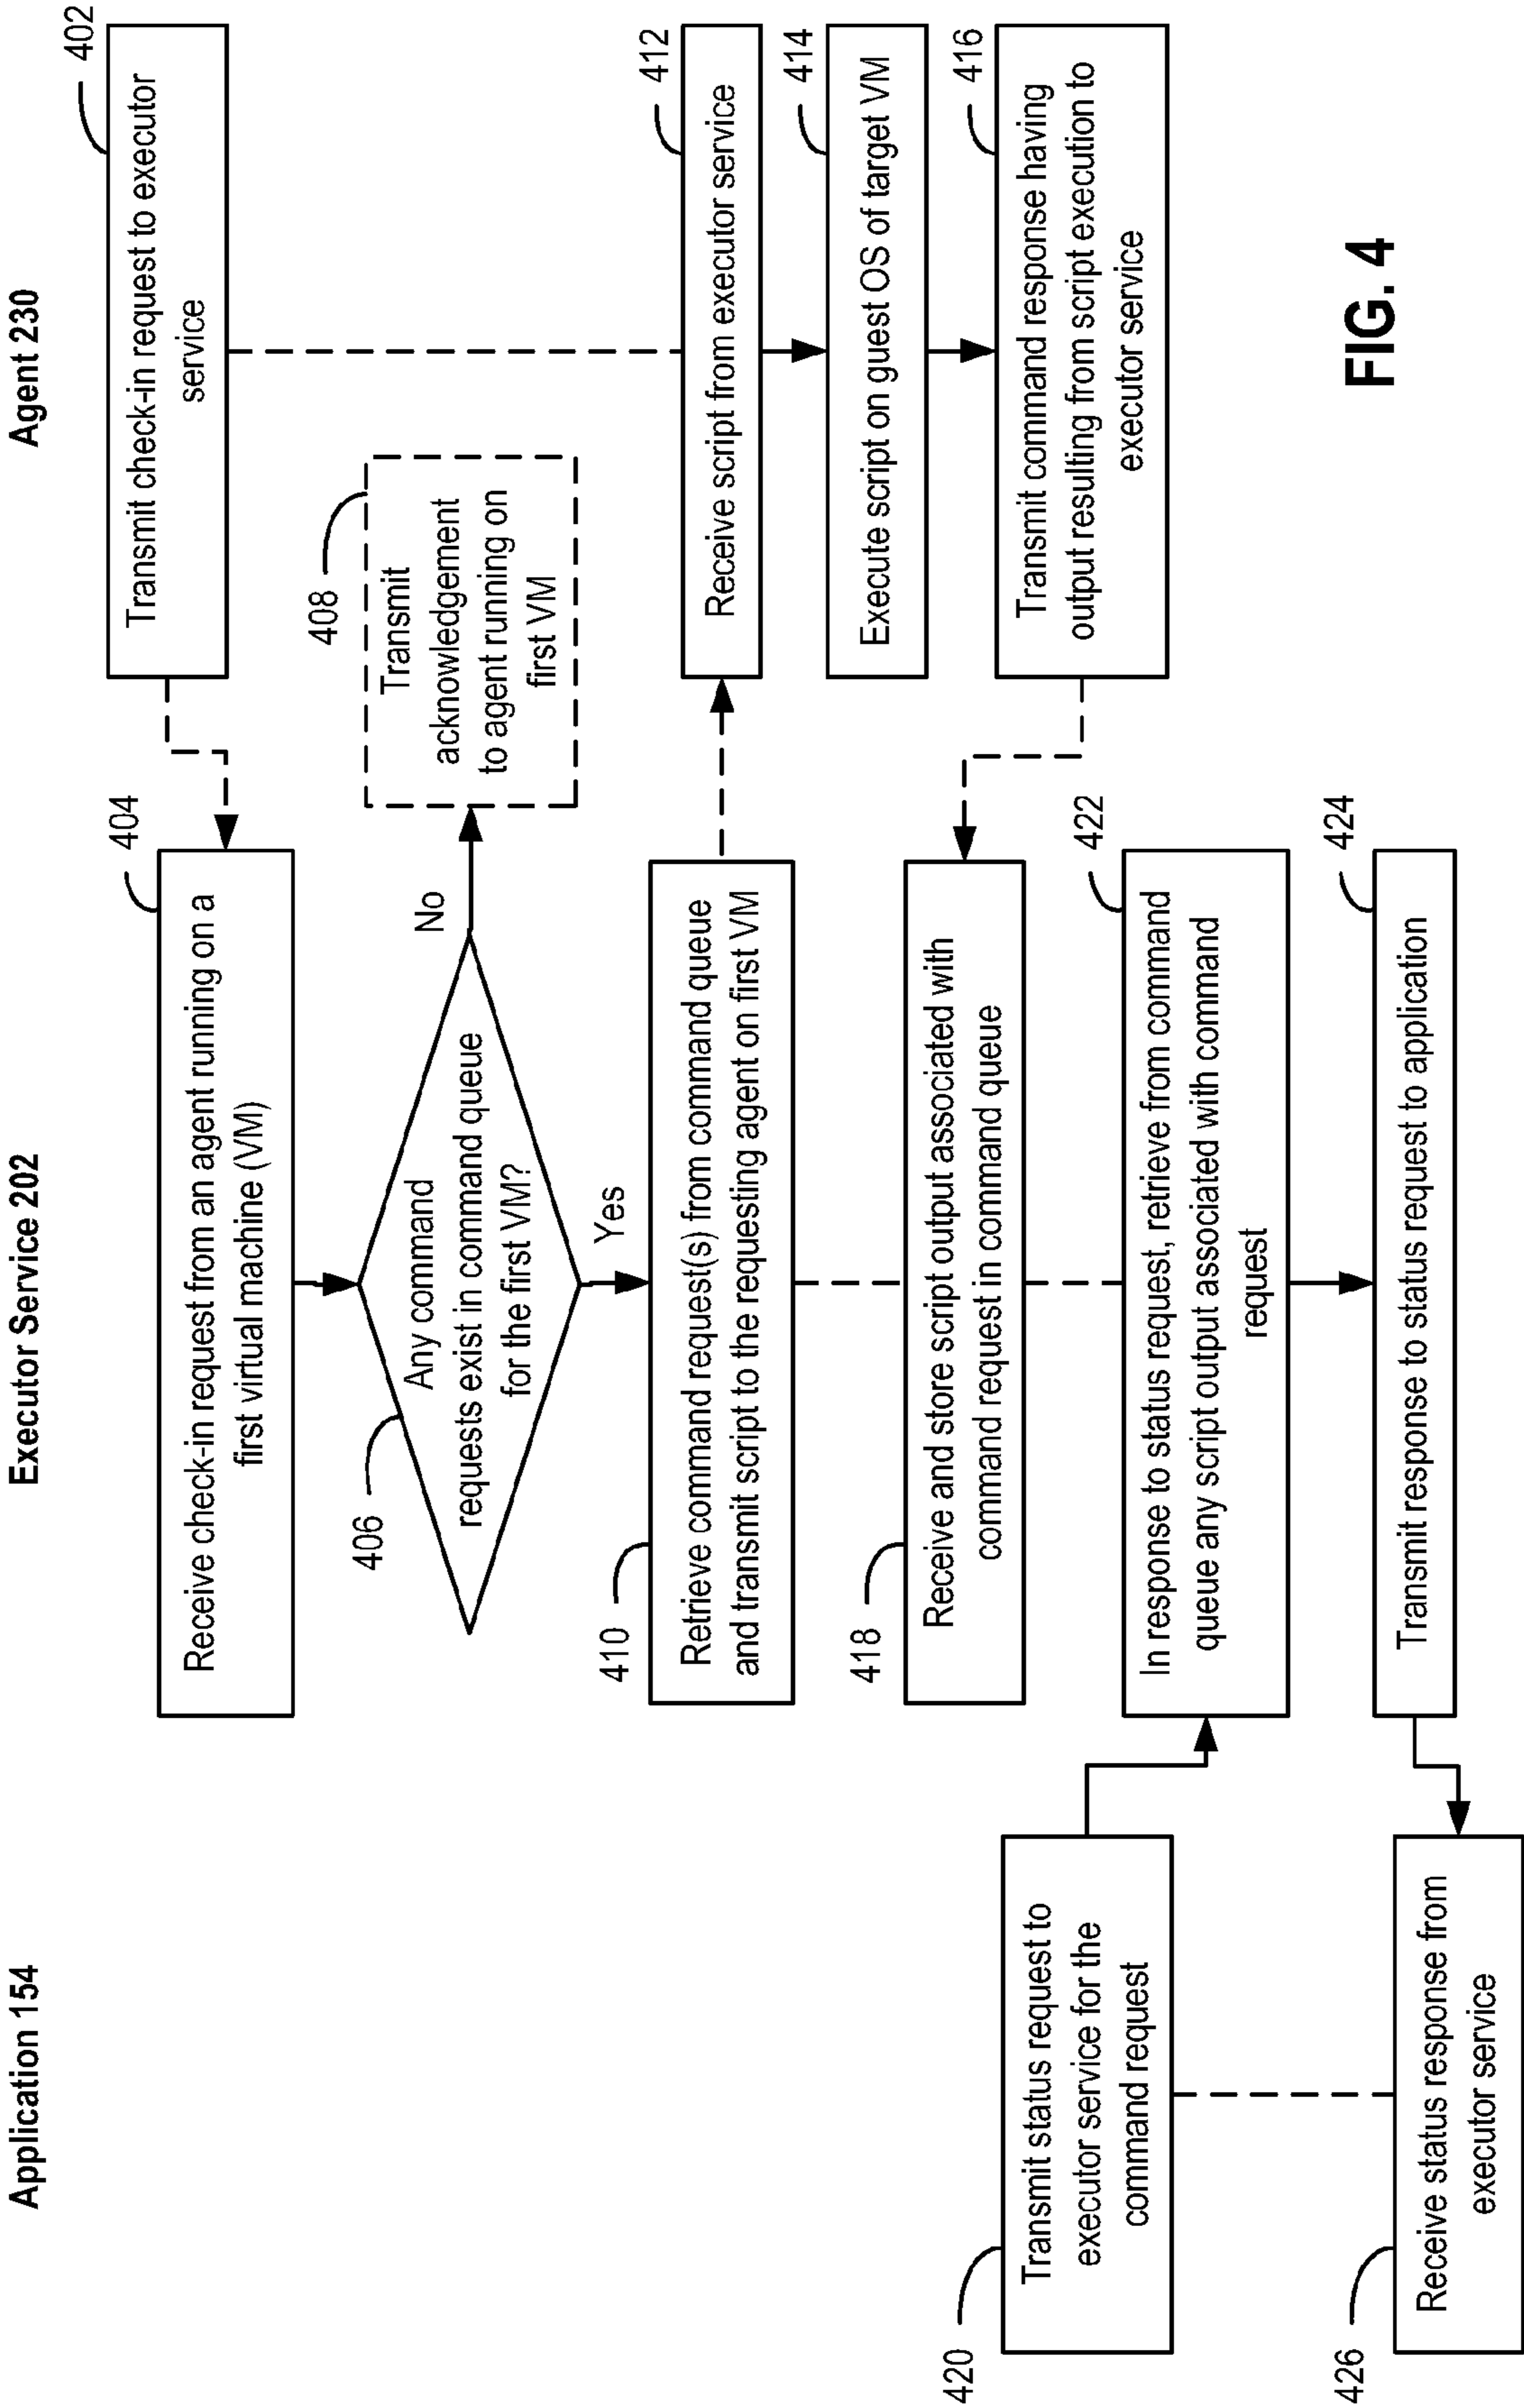 Application 154
Executor Service 202
Agent 230
402
Transmit check-in request to executor
service
404
Receive check-in request from an agent running on a
first virtual machine (VM)
406
Any command
requests exist in command queue
for the first VM?
No
408
Transmit
acknowledgement
to agent running on
first VM
Yes
410
Retrieve command request(s) from command queue
and transmit script to the requesting agent on first VM
412
Receive script from executor service
414
Execute script on guest OS of target VM
416
Transmit command response having
output resulting from script execution to
executor service
418
Receive and store script output associated with
command request in command queue
420
Transmit status request to
executor service for the
command request
422
In response to status request, retrieve from command
queue any script output associated with command
request
424
Transmit response to status request to application
426
Receive status response from
executor service
FIG. 4